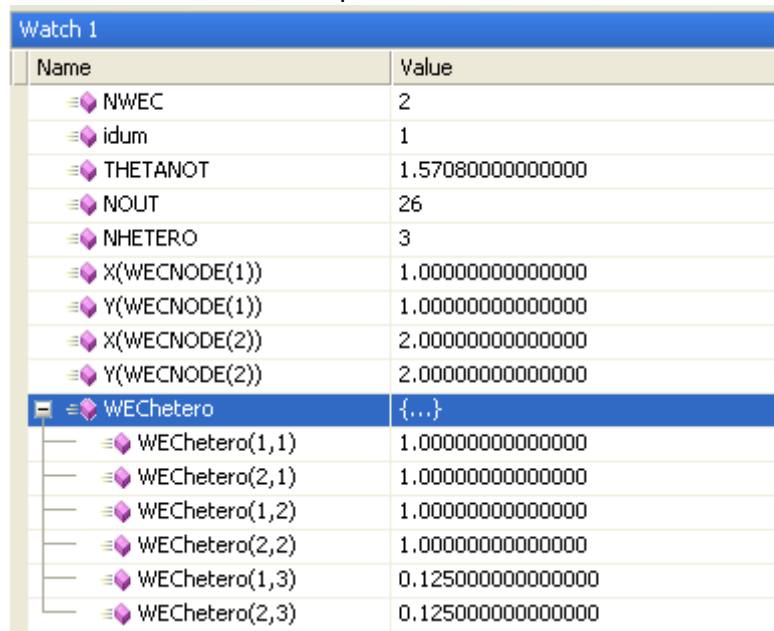 Watch 1
Name Value
NWEC 2
idum 1
THETANOT 1.57080000000000
NOUT 26
NHETERO 3
X(WECNODE(1)) 1.00000000000000
Y(WECNODE(1)) 1.00000000000000
X(WECNODE(2)) 2.00000000000000
Y(WECNODE(2)) 2.00000000000000
WEChetero {...}
WEChetero(1,1) 1.00000000000000
WEChetero(2,1) 1.00000000000000
WEChetero(1,2) 1.00000000000000
WEChetero(2,2) 1.00000000000000
WEChetero(1,3) 0.125000000000000
WEChetero(2,3) 0.125000000000000